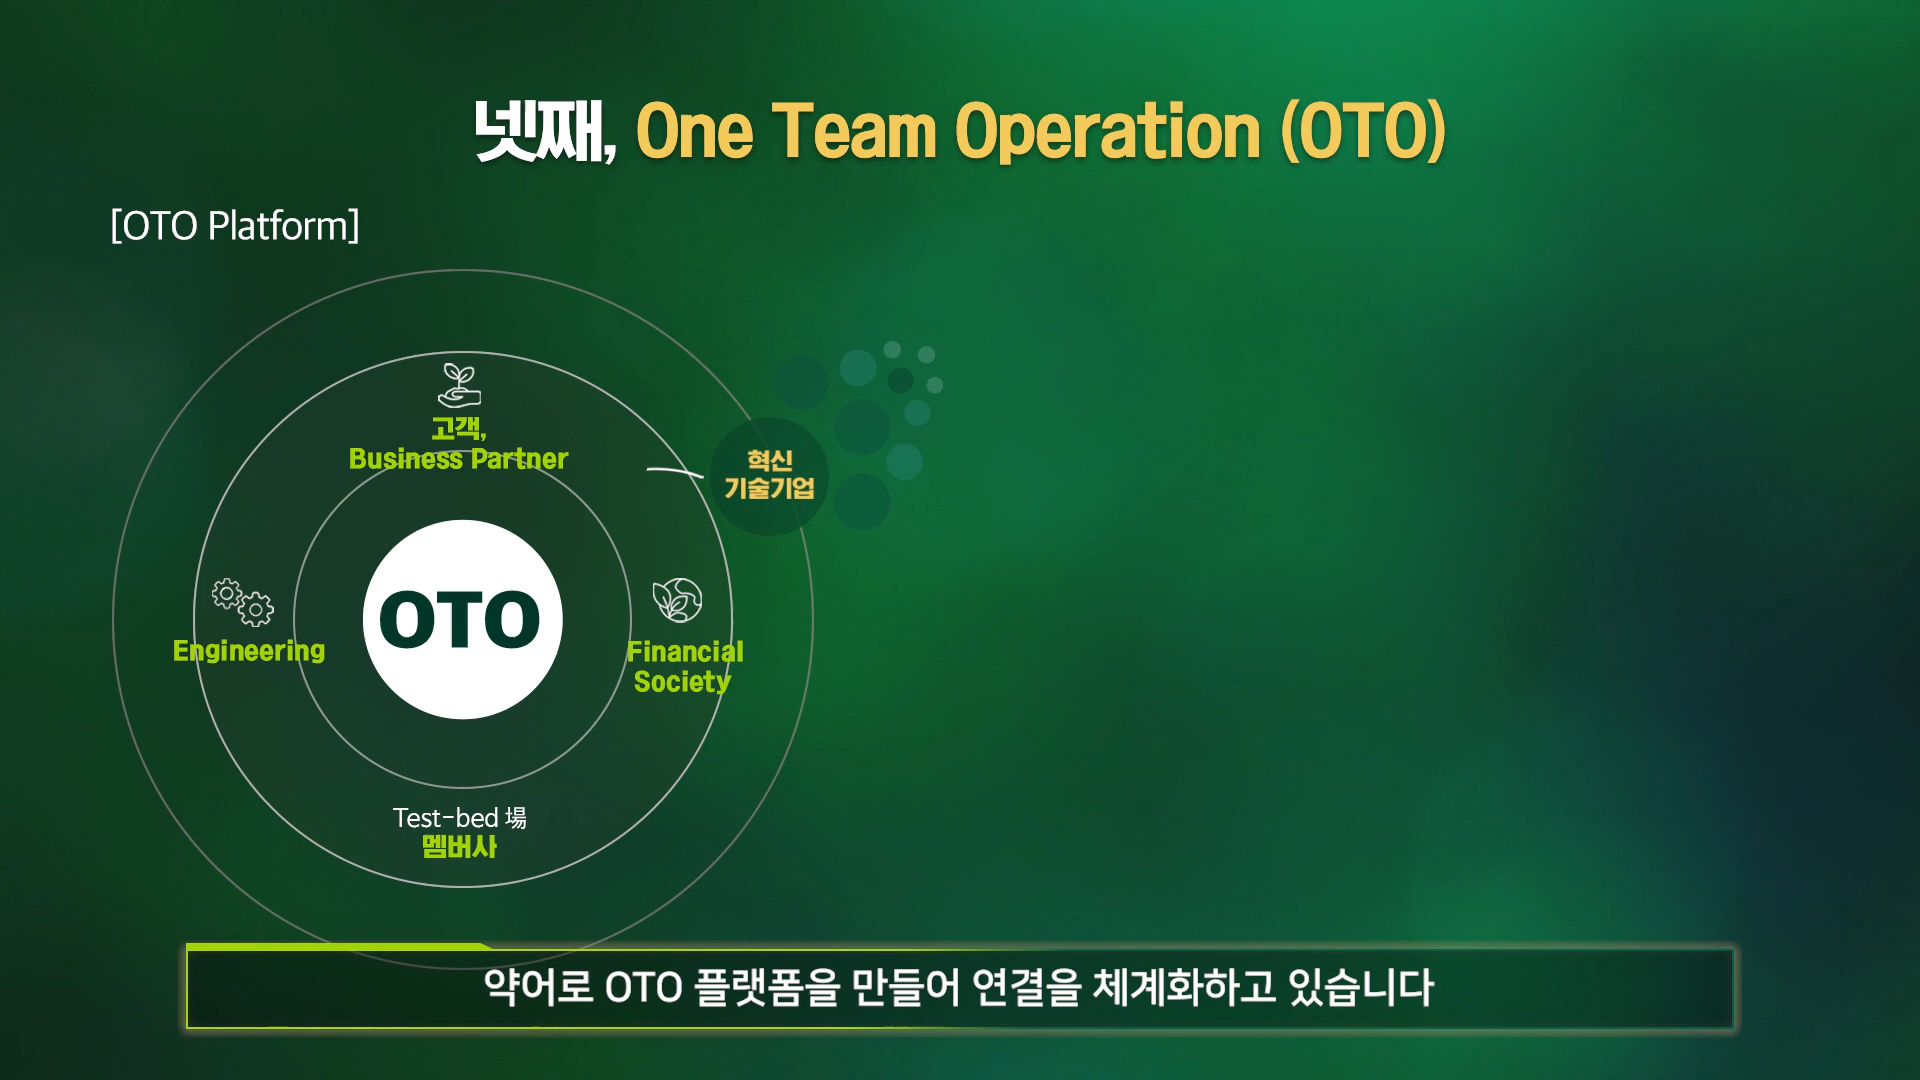 넷째, One Team Operation (OTO)
[OTO Platform]
고객,
Business Partner
혁신
기술기업
OTO
Engineering
Financial
Society
Test-bed 場
멤버사
약어로 OTO 플랫폼을 만들어 연결을 체계화하고 있습니다